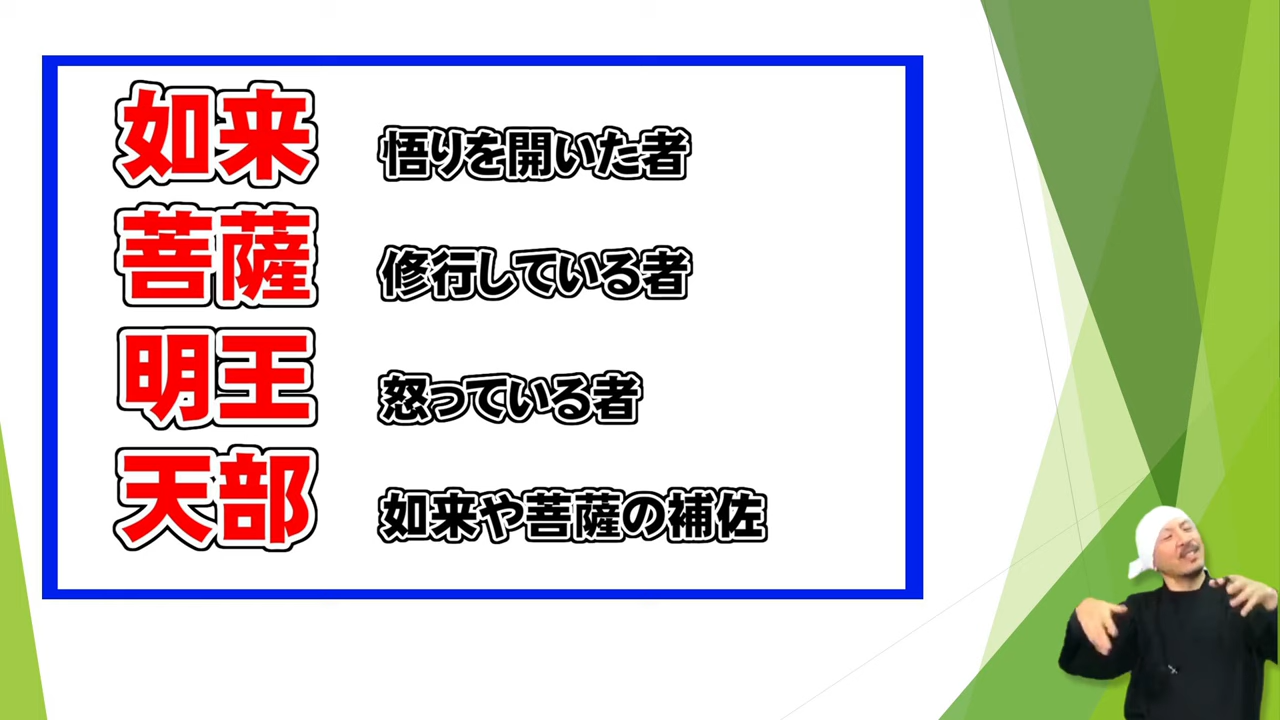 如来 悟りを開いた者
菩薩 修行している者
明王 怒っている者
天部 如来や菩薩の補佐